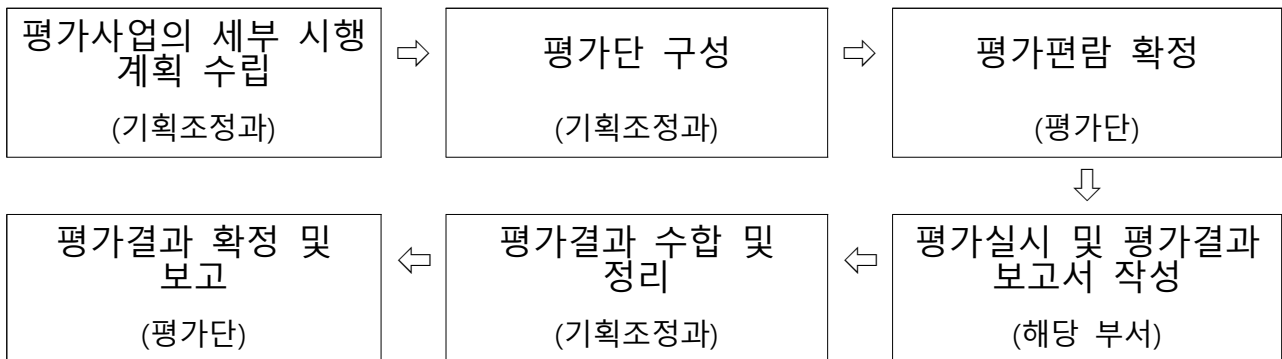 평가사업의 세부 시행
계획 수립
(기획조정과)
⇨
평가단 구성
(기획조정과)
⇨
평가편람 확정
(평가단)
⇩
평가실시 및 평가결과
보고서 작성
(해당 부서)
⇦
평가결과 수합 및
정리
(기획조정과)
⇦
평가결과 확정 및
보고
(평가단)